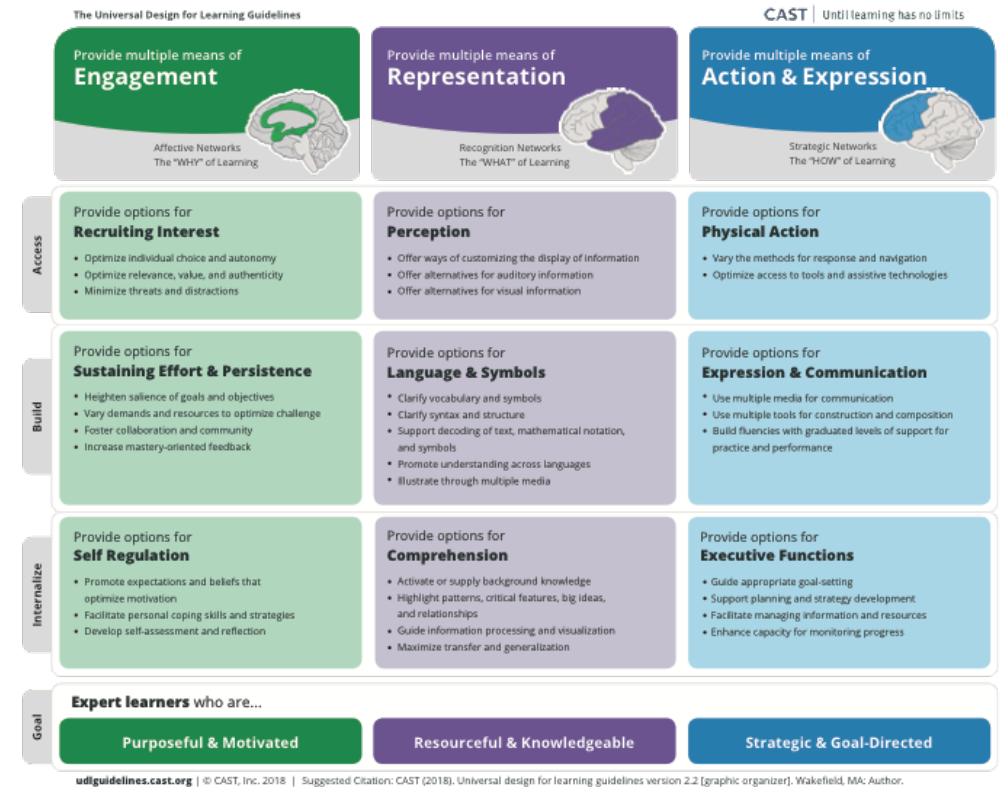 The Universal Design for Learning Guidelines
CAST | Until learning has no limits
Provide multiple means of
Engagement
Affective Networks
The "WHY" of Learning
Provide multiple means of
Representation
Recognition Networks
The "WHAT" of Learning
Provide multiple means of
Action & Expression
Strategic Networks
The "HOW" of Learning
Access
Provide options for
Recruiting Interest
• Optimize individual choice and autonomy
• Optimize relevance, value, and authenticity
• Minimize threats and distractions
Provide options for
Perception
• Offer ways of customizing the display of information
• Offer alternatives for auditory information
• Offer alternatives for visual information
Provide options for
Physical Action
• Vary the methods for response and navigation
• Optimize access to tools and assistive technologies
Build
Provide options for
Sustaining Effort & Persistence
• Heighten salience of goals and objectives
• Vary demands and resources to optimize challenge
• Foster collaboration and community
• Increase mastery-oriented feedback
Provide options for
Language & Symbols
• Clarify vocabulary and symbols
• Clarify syntax and structure
• Support decoding of text, mathematical notation,
and symbols
• Promote understanding across languages
• Illustrate through multiple media
Provide options for
Expression & Communication
• Use multiple media for communication
• Use multiple tools for construction and composition
• Build fluencies with graduated levels of support for
practice and performance
Internalize
Provide options for
Self Regulation
• Promote expectations and beliefs that
optimize motivation
• Facilitate personal coping skills and strategies
• Develop self-assessment and reflection
Provide options for
Comprehension
• Activate or supply background knowledge
• Highlight patterns, critical features, big ideas,
and relationships
• Guide information processing and visualization
• Maximize transfer and generalization
Provide options for
Executive Functions
• Guide appropriate goal-setting
• Support planning and strategy development
• Facilitate managing information and resources
• Enhance capacity for monitoring progress
Goal
Expert learners who are...
Purposeful & Motivated
Resourceful & Knowledgeable
Strategic & Goal-Directed
udlguidelines.cast.org | © CAST, Inc. 2018 | Suggested Citation: CAST (2018). Universal design for learning guidelines version 2.2 [graphic organizer]. Wakefield, MA: Author.